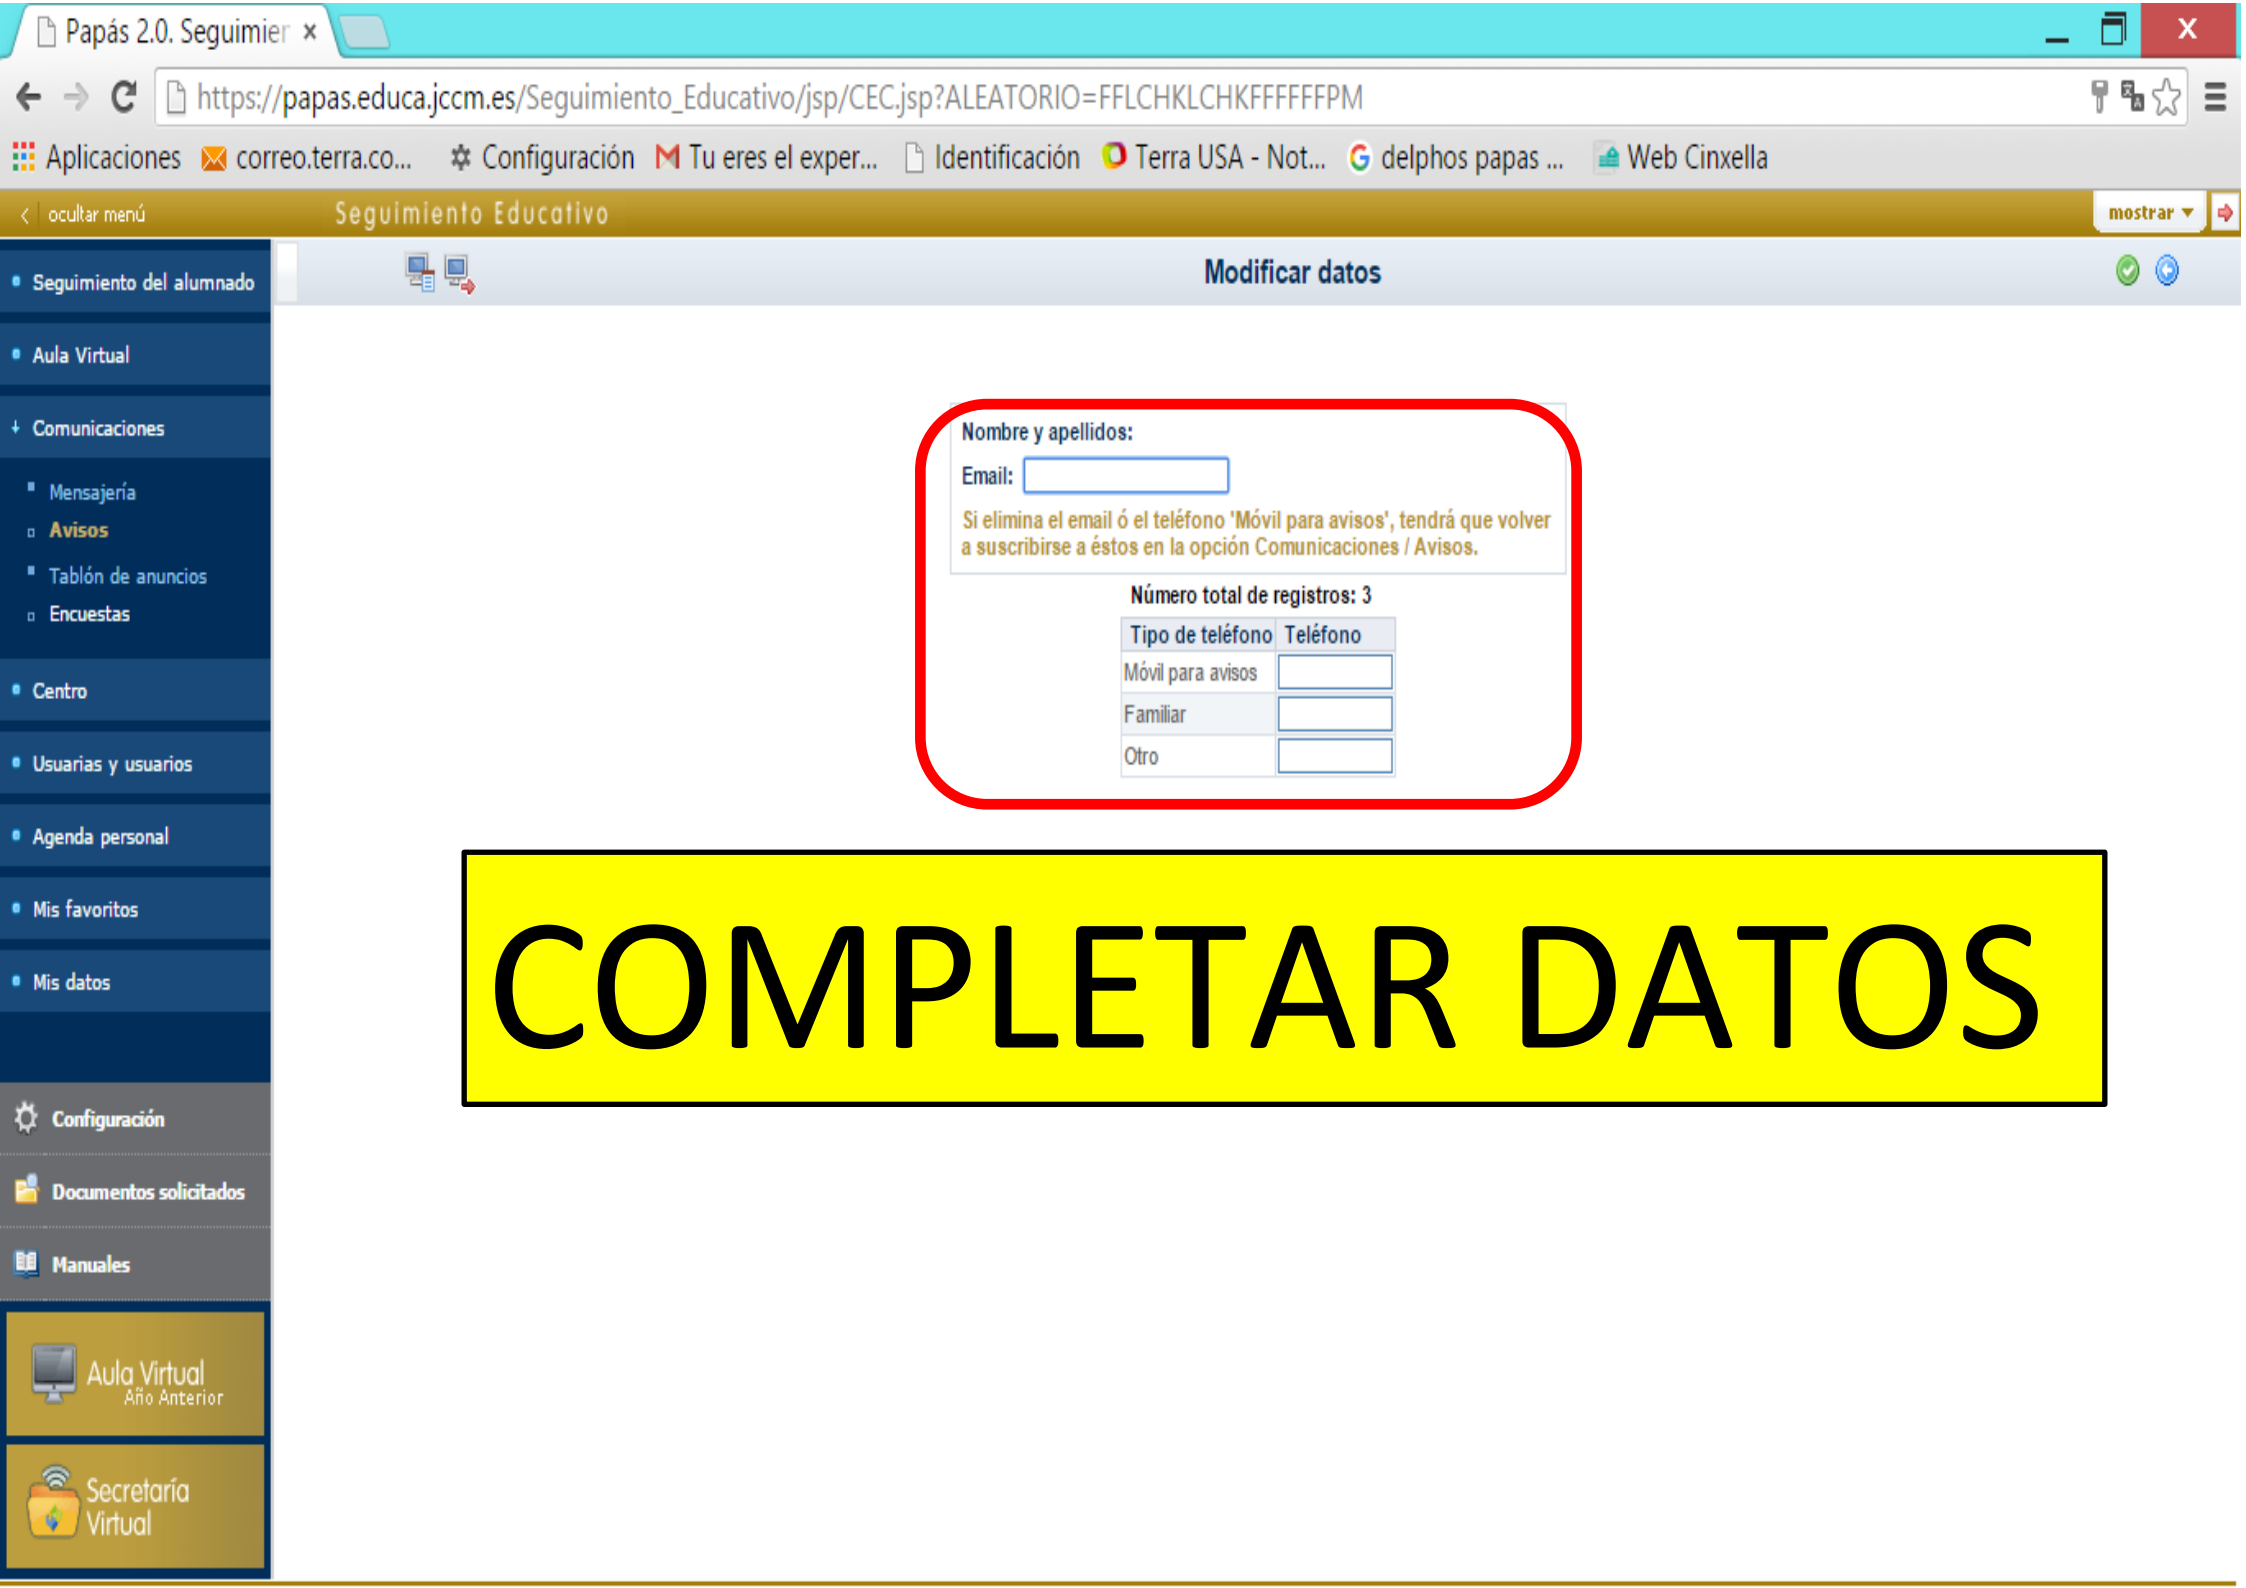 Papás 2.0. Seguimier
https://papas.educa.jccm.es/Seguimiento_Educativo/jsp/CEC.jsp?ALEATORIO=FFLCHKLCHKFFFFFFPM
Aplicaciones correo.terra.co... Configuración Tu eres el exper... Identificación Terra USA - Not... delphos papas ... Web Cinxella
ocultar menú Seguimiento Educativo mostrar
Modificar datos
Seguimiento del alumnado
Aula Virtual
Comunicaciones
Mensajería
Avisos
Tablón de anuncios
Encuestas
Centro
Usuarias y usuarios
Agenda personal
Mis favoritos
Mis datos
Configuración
Documentos solicitados
Manuales
Aula Virtual
Año Anterior
Secretaría
Virtual
Nombre y apellidos:
Email:
Si elimina el email ó el teléfono 'Móvil para avisos', tendrá que volver
a suscribirse a éstos en la opción Comunicaciones / Avisos.
Número total de registros: 3
Tipo de teléfono Teléfono
Móvil para avisos
Familiar
Otro
COMPLETAR DATOS